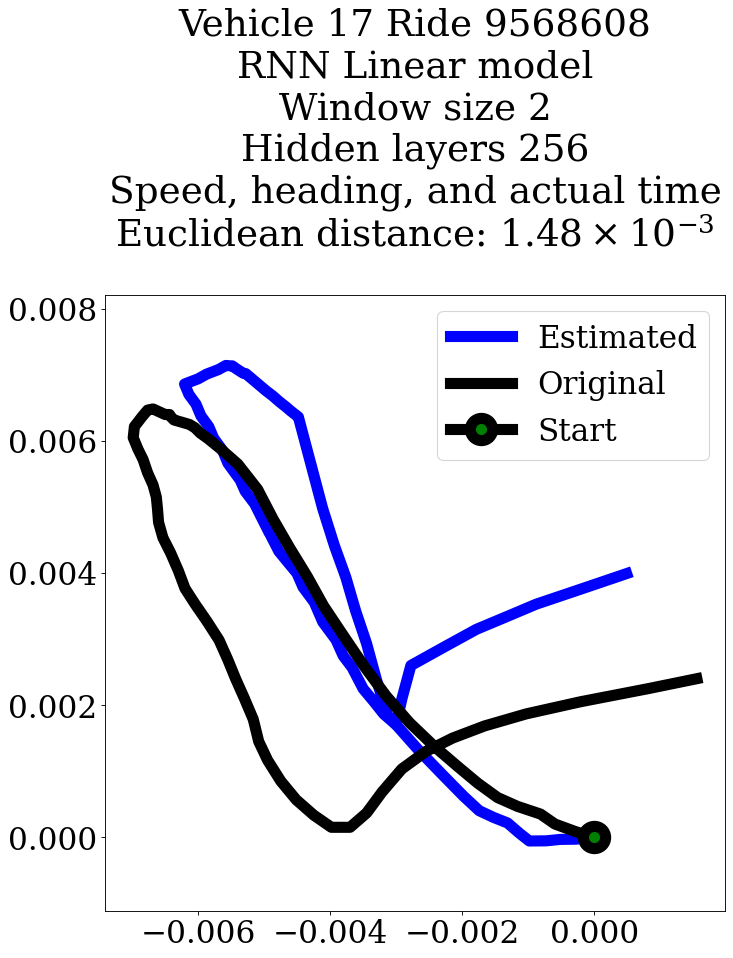 Vehicle 17 Ride 9568608
RNN Linear model
Window size 2
Hidden layers 256
Speed, heading, and actual time
Euclidean distance: 1.48 × 10⁻³
0.008
0.006
0.004
0.002
0.000
Estimated
Original
Start
−0.006
−0.004
−0.002
0.000